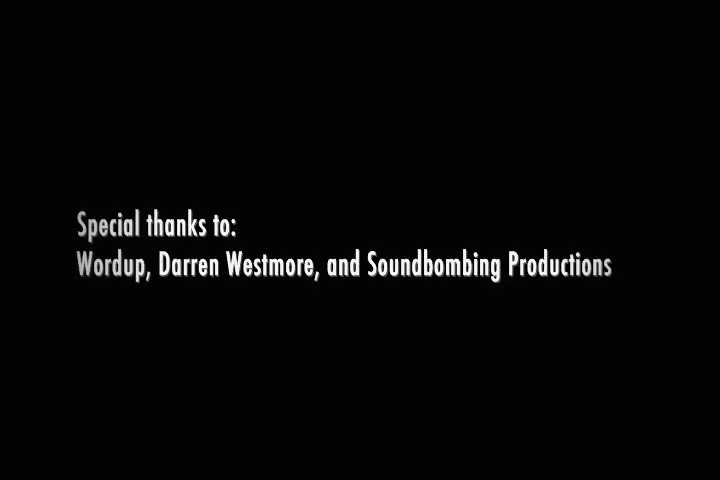 Special thanks to:
Wordup, Darren Westmore, and Soundbombing Productions